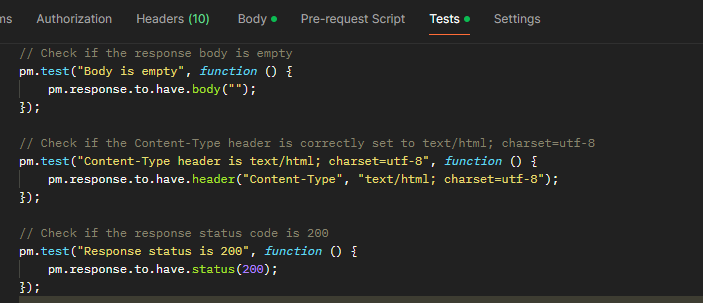 ms Authorization Headers (10) Body Pre-request Script Tests Settings
// Check if the response body is empty
pm.test("Body is empty", function () {
    pm.response.to.have.body("");
});
// Check if the Content-Type header is correctly set to text/html; charset=utf-8
pm.test("Content-Type header is text/html; charset=utf-8", function () {
    pm.response.to.have.header("Content-Type", "text/html; charset=utf-8");
});
// Check if the response status code is 200
pm.test("Response status is 200", function () {
    pm.response.to.have.status(200);
});